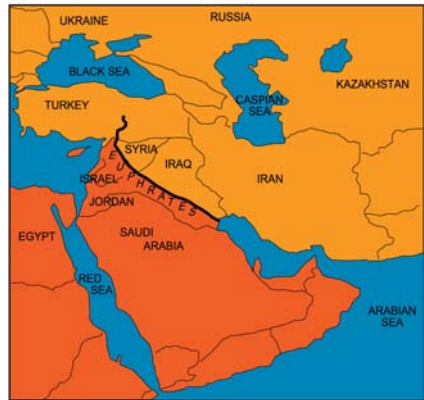 UKRAINE
RUSSIA
BLACK SEA
KAZAKHSTAN
CASPIAN
SEA
TURKEY
SYRIA
IRAQ
IRAN
EUPHRATES
ISRAEL
JORDAN
EGYPT
SAUDI
ARABIA
RED
SEA
ARABIAN
SEA